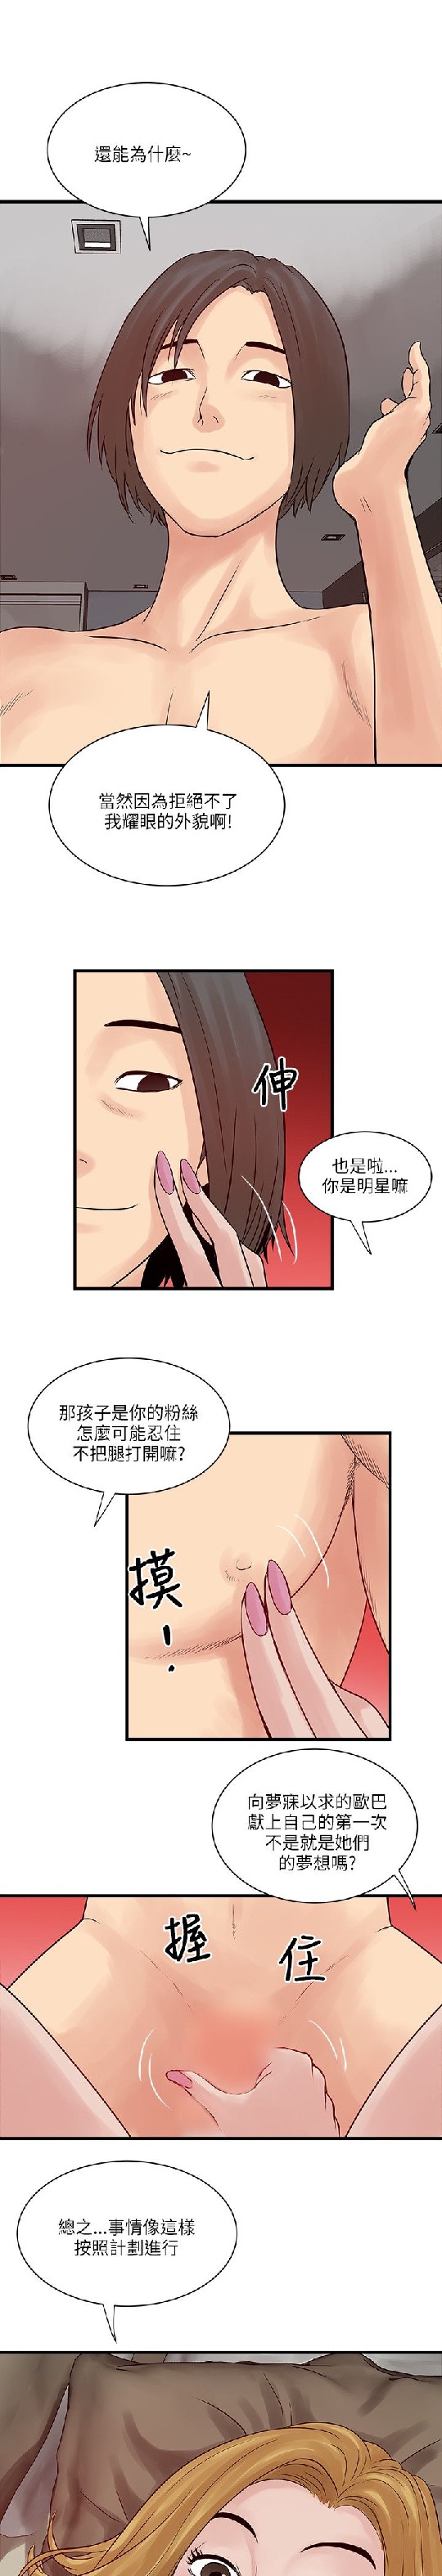 還能為什麼~
當然因為拒絕不了
我耀眼的外貌啊!
伸
也是啦...
你是明星嘛
那孩子是你的粉絲
怎麼可能忍住
不把腿打開嘛?
摸!
向夢寐以求的歐巴
獻上自己的第一次
不是就是她們
的夢想嗎?
握住
總之...事情像這樣
按照計劃進行